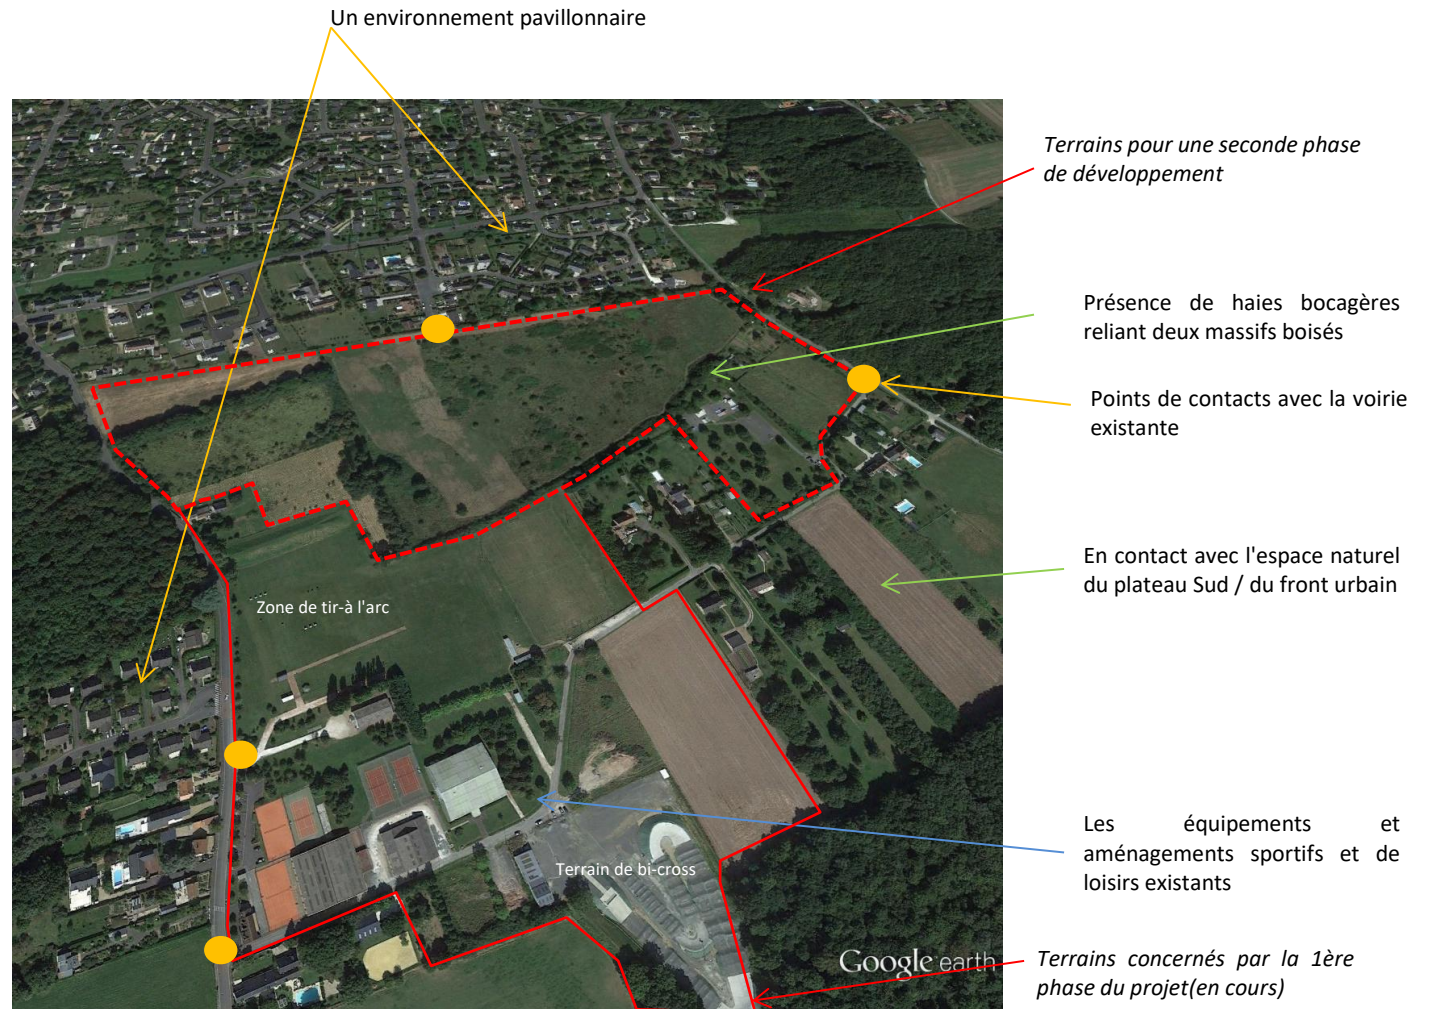 Un environnement pavillonnaire
Terrains pour une seconde phase
de développement
Présence de haies bocagères
reliant deux massifs boisés
Points de contacts avec la voirie
existante
En contact avec l'espace naturel
du plateau Sud / du front urbain
Zone de tir-à l'arc
Les équipements et
aménagements sportifs et de
loisirs existants
Terrain de bi-cross
Google earth
Terrains concernés par la 1ère
phase du projet(en cours)